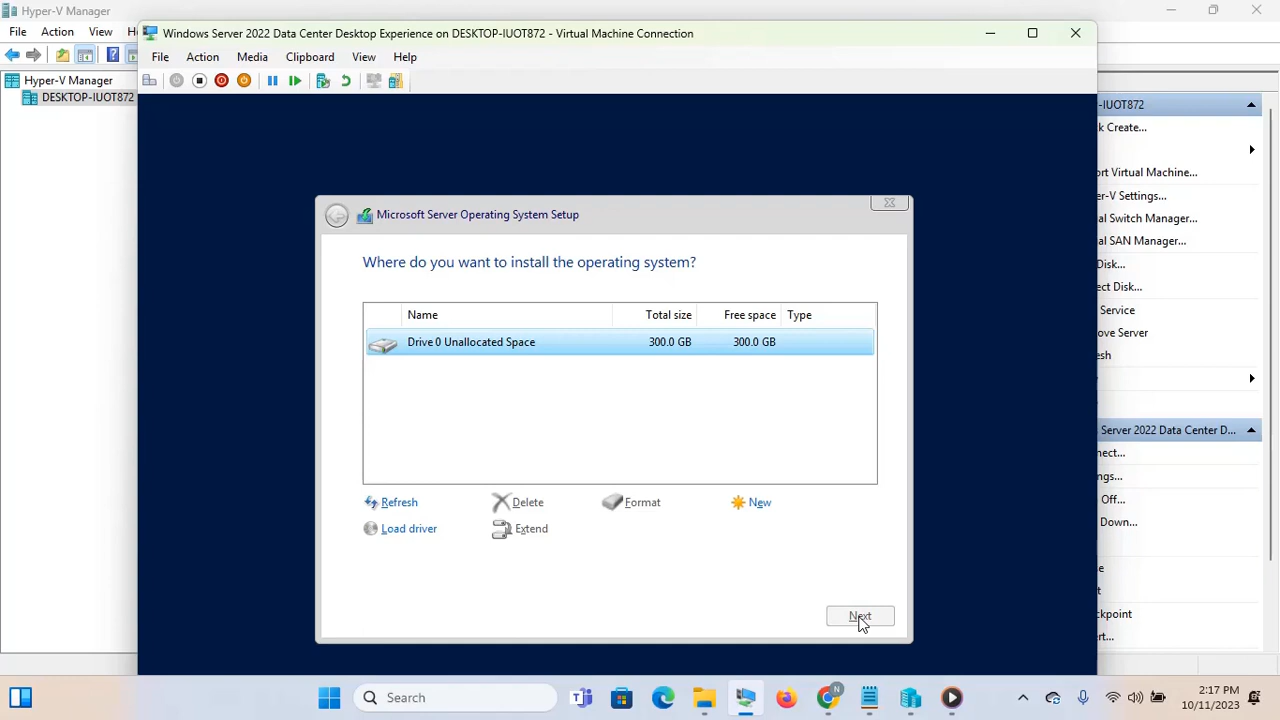 Hyper-V Manager
File Action View H
Hyper-V Manager
DESKTOP-IUOT872
Windows Server 2022 Data Center Desktop Experience on DESKTOP-IUOT872 - Virtual Machine Connection
File Action Media Clipboard View Help
Microsoft Server Operating System Setup
Where do you want to install the operating system?
Name Total size Free space Type
Drive 0 Unallocated Space 300.0 GB 300.0 GB
Refresh Delete Format New
Load driver Extend
Next
-IUOT872
k Create...
ort Virtual Machine...
er-V Settings...
al Switch Manager...
al SAN Manager...
Disk...
ect Disk...
Service
ove Server
esh
Server 2022 Data Center D...
nect...
ngs...
Off...
Down...
e
t
ckpoint
rt...
Search
N
2:17 PM
10/11/2023